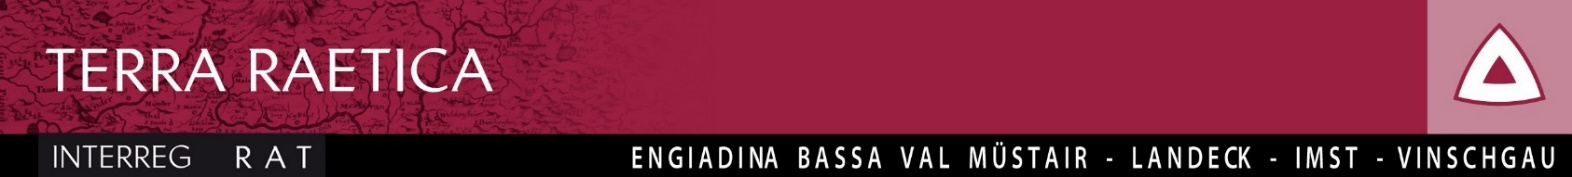 TERRA RAETICA
INTERREG RAT
ENGIADINA BASSA VAL MÜSTAIR - LANDECK - IMST - VINSCHGAU